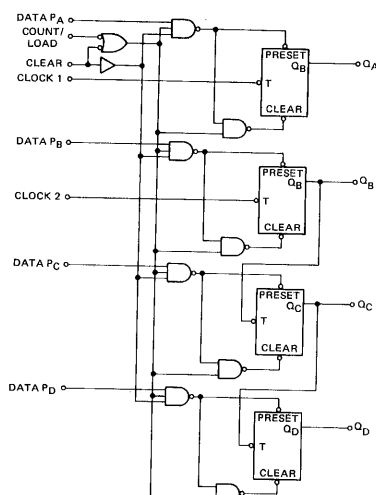 DATA PA
COUNT/
LOAD
CLEAR
CLOCK 1
PRESET
QB
QA
T
CLEAR
DATA PB
PRESET
QB
QB
CLOCK 2
T
CLEAR
DATA PC
PRESET
QC
QC
T
CLEAR
DATA PD
PRESET
QD
QD
T
CLEAR